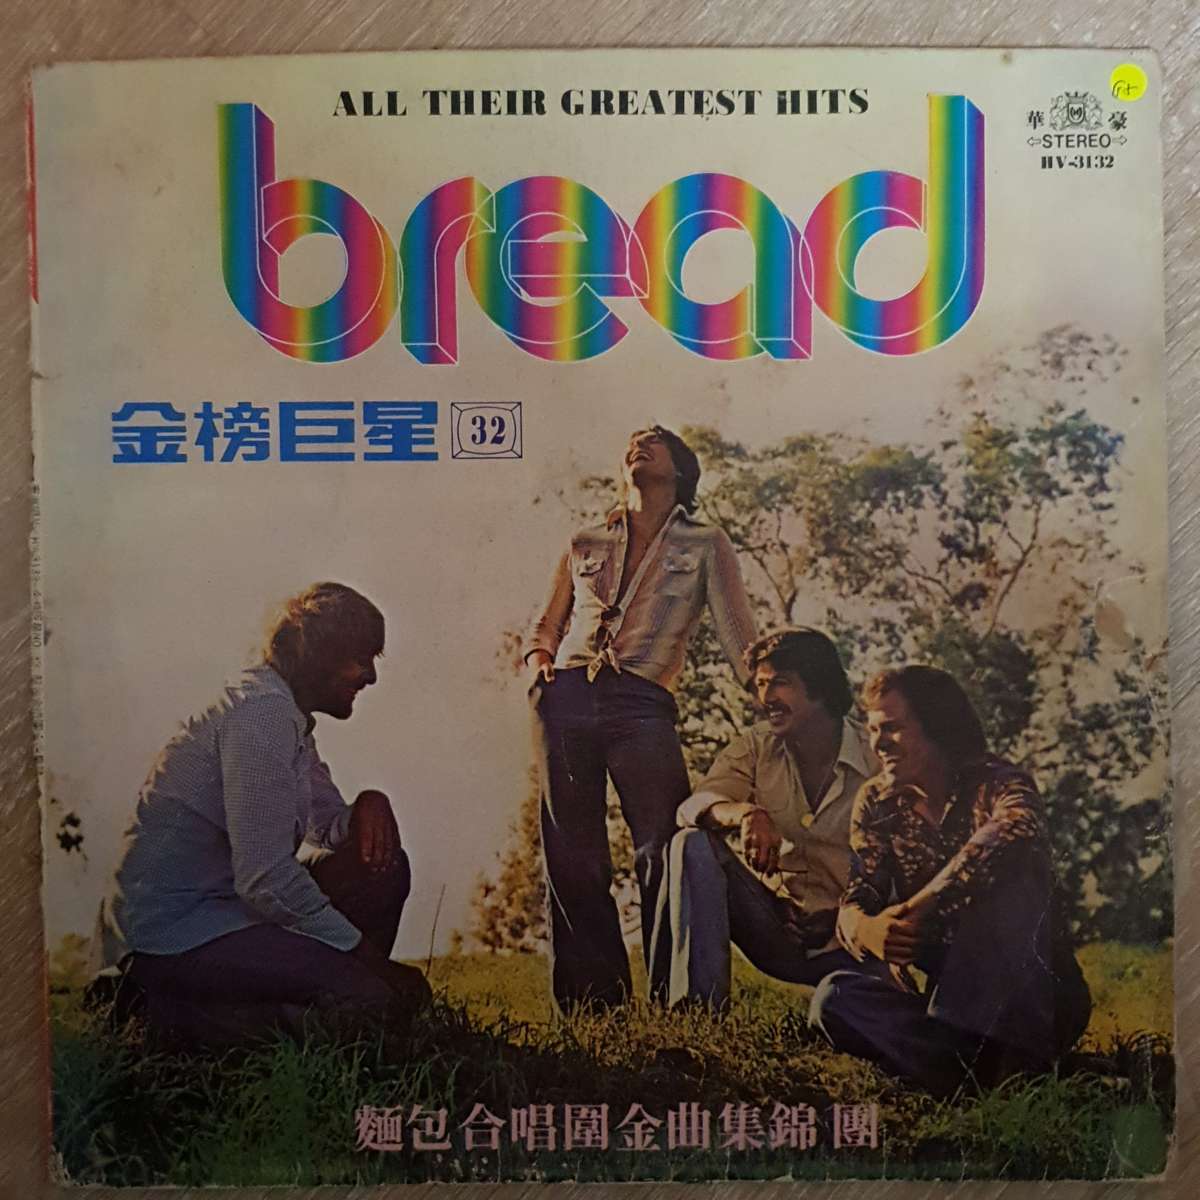 ALL THEIR GREATEST HITS
bread
G+
華 豪
⇦STEREO⇨
HV-3132
金榜巨星 32
麵包合唱圍金曲集錦團